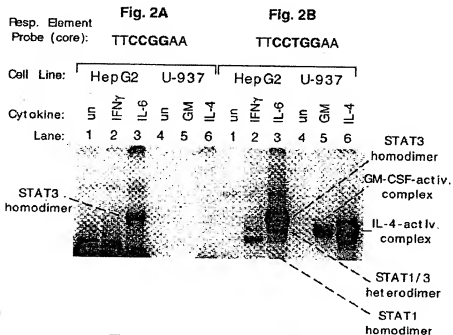 Fig. 2A Fig. 2B
Resp. Element
Probe (core): TTCCGGAA TTCCTGGAA
Cell Line: HepG2 U-937 HepG2 U-937
Cytokine: un IFNγ IL-6 un GM IL-4 un IFNγ IL-6 un GM IL-4
Lane: 1 2 3 4 5 6 1 2 3 4 5 6
STAT3
homodimer
STAT3
homodimer
GM-CSF-activ.
complex
IL-4-activ.
complex
STAT1/3
heterodimer
STAT1
homodimer